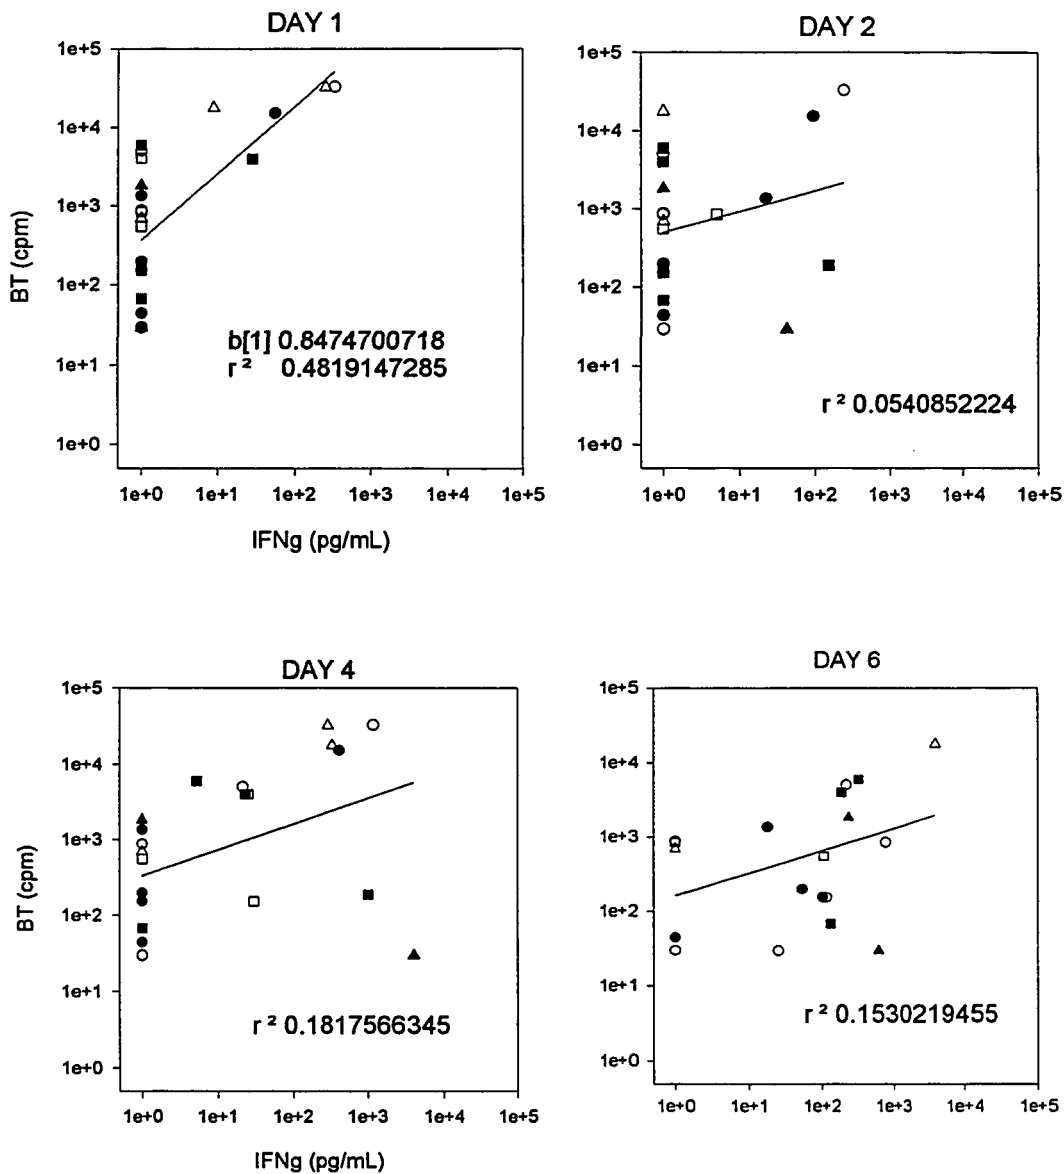 DAY 1
1e+5
1e+4
1e+3
1e+2
1e+1
1e+0
BT (cpm)
b[1] 0.8474700718
r ² 0.4819147285
1e+0 1e+1 1e+2 1e+3 1e+4 1e+5
IFNg (pg/mL)
DAY 2
1e+5
1e+4
1e+3
1e+2
1e+1
1e+0
r ² 0.0540852224
1e+0 1e+1 1e+2 1e+3 1e+4 1e+5
DAY 4
1e+5
1e+4
1e+3
1e+2
1e+1
1e+0
BT (cpm)
r ² 0.1817566345
1e+0 1e+1 1e+2 1e+3 1e+4 1e+5
IFNg (pg/mL)
DAY 6
1e+5
1e+4
1e+3
1e+2
1e+1
1e+0
r ² 0.1530219455
1e+0 1e+1 1e+2 1e+3 1e+4 1e+5